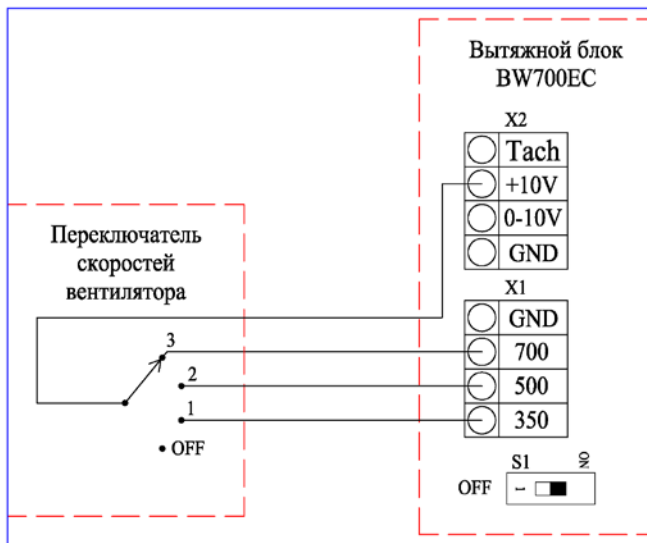 Вытяжной блок
BW700EC
X2
Tach
+10V
0-10V
GND
Переключатель
скоростей
вентилятора
X1
GND
3
700
2
500
1
350
OFF
S1
ON
OFF
1